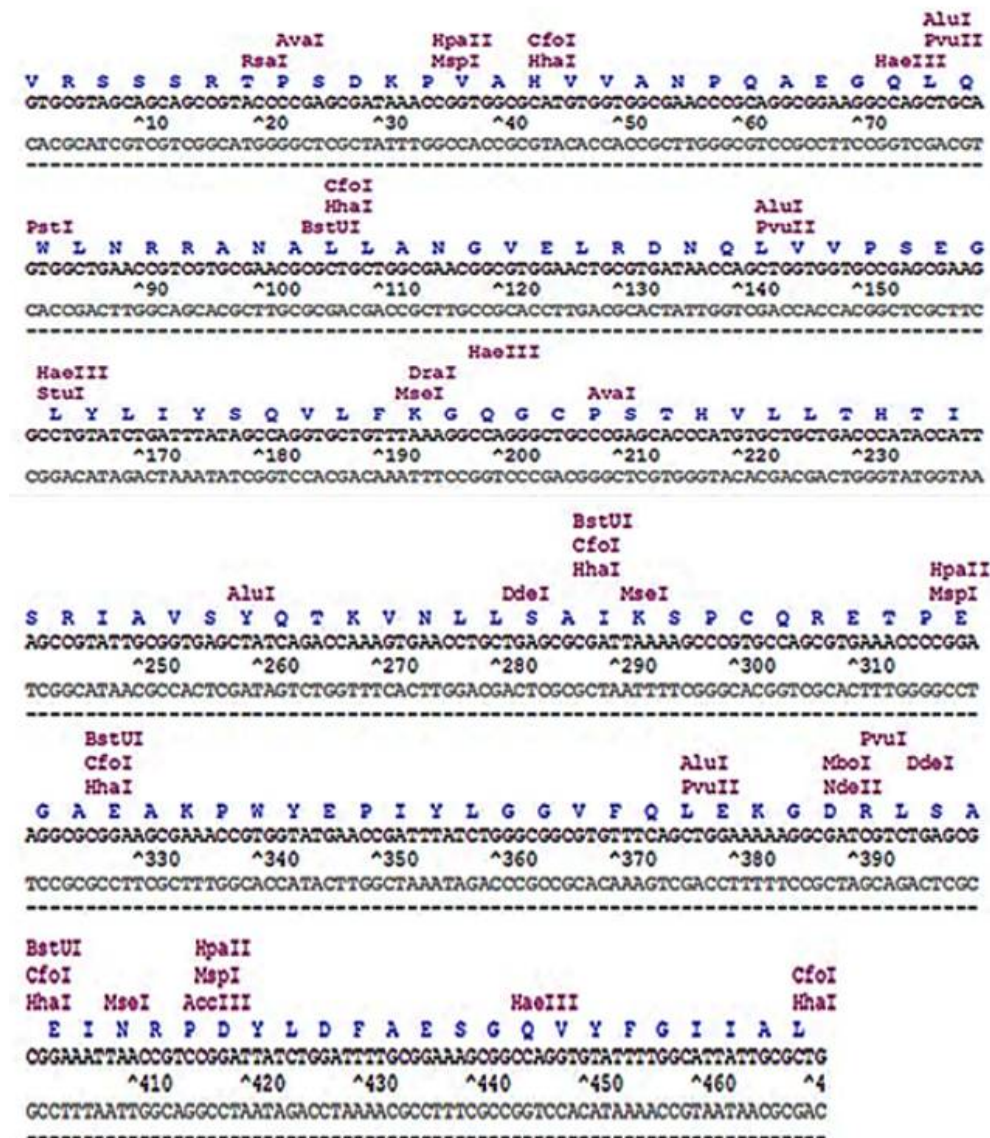 AluI
AvaI HpaII CfoI PvuII
RsaI MspI HhaI HaeIII
V R S S S R T P S D K P V A H V V A N P Q A E G Q L Q
GTGCGTAGCAGCAGCCGTACCCCGAGCGATAAACCGGTGGCGCATGTGGTGGCGAACCCGCAGGCGGAAGGCCAGCTGCA
^10 ^20 ^30 ^40 ^50 ^60 ^70
CACGCATCGTCGTCGGCATGGGGCTCGCTATTTGGCCACCGCGTACACCACCGCTTGGGCGTCCGCCTTCCGGTCGACGT
--------------------------------------------------------------------------------
CfoI
HhaI AluI
PstI BstUI PvuII
W L N R R A N A L L A N G V E L R D N Q L V V P S E G
GTGGCTGAACCGTCGTGCGAACGCGCTGCTGGCGAACGGCGTGGAACTGCGTGATAACCAGCTGGTGGTGCCGAGCGAAG
^90 ^100 ^110 ^120 ^130 ^140 ^150
CACCGACTTGGCAGCACGCTTGCGCGACGACCGCTTGCCGCACCTTGACGCACTATTGGTCGACCACCACGGCTCGCTTC
--------------------------------------------------------------------------------
HaeIII
HaeIII DraI
StuI MseI AvaI
L Y L I Y S Q V L F K G Q G C P S T H V L L T H T I
GCCTGTATCTGATTTATAGCCAGGTGCTGTTTAAAGGCCAGGGCTGCCCGAGCACCCATGTGCTGCTGACCCATACCATT
^170 ^180 ^190 ^200 ^210 ^220 ^230
CGGACATAGACTAAATATCGGTCCACGACAAATTTCCGGTCCCGACGGGCTCGTGGGTACACGACGACTGGGTATGGTAA
BstUI
CfoI
HhaI HpaII
AluI DdeI MseI MspI
S R I A V S Y Q T K V N L L S A I K S P C Q R E T P E
AGCCGTATTGCGGTGAGCTATCAGACCAAAGTGAACCTGCTGAGCGCGATTAAAAGCCCGTGCCAGCGTGAAACCCCGGA
^250 ^260 ^270 ^280 ^290 ^300 ^310
TCGGCATAACGCCACTCGATAGTCTGGTTTCACTTGGACGACTCGCGCTAATTTTCGGGCACGGTCGCACTTTGGGGCCT
--------------------------------------------------------------------------------
BstUI PvuI
CfoI AluI MboI DdeI
HhaI PvuII NdeII
G A E A K P W Y E P I Y L G G V F Q L E K G D R L S A
AGGCGCGGAAGCGAAACCGTGGTATGAACCGATTTATCTGGGCGGCGTGTTTCAGCTGGAAAAAGGCGATCGTCTGAGCG
^330 ^340 ^350 ^360 ^370 ^380 ^390
TCCGCGCCTTCGCTTTGGCACCATACTTGGCTAAATAGACCCGCCGCACAAAGTCGACCTTTTTCCGCTAGCAGACTCGC
--------------------------------------------------------------------------------
BstUI HpaII
CfoI MspI CfoI
HhaI MseI AccIII HaeIII HhaI
E I N R P D Y L D F A E S G Q V Y F G I I A L
CGGAAATTAACCGTCCGGATTATCTGGATTTTGCGGAAAGCGGCCAGGTGTATTTTGGCATTATTGCGCTG
^410 ^420 ^430 ^440 ^450 ^460 ^4
GCCTTTAATTGGCAGGCCTAATAGACCTAAAACGCCTTTCGCCGGTCCACATAAAACCGTAATAACGCGAC
-----------------------------------------------------------------------